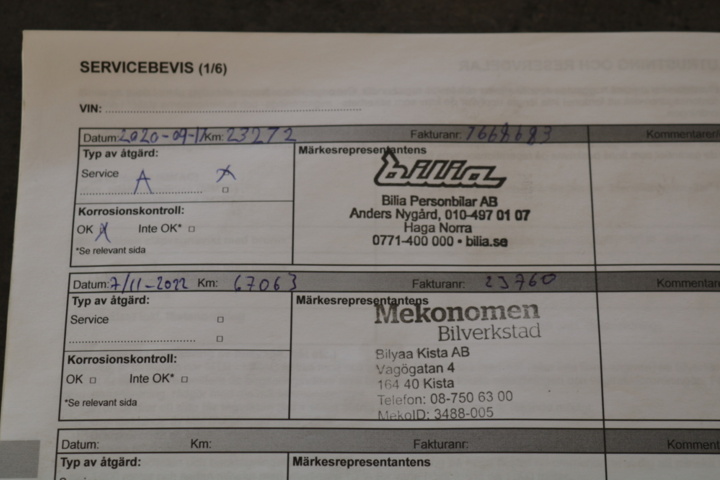 SERVICEBEVIS (1/6)
VIN:
Datum: 2020-09-17 Km: 23272 Fakturanr: 7668683 Kommentarer
Typ av åtgärd: Märkesrepresentantens
Service A X
bilia
Bilia Personbilar AB
Anders Nygård, 010-497 01 07
Haga Norra
0771-400 000 • bilia.se
Korrosionskontroll:
OK X Inte OK*
*Se relevant sida
Datum: 7/11-2022 Km: 67063 Fakturanr: 23760 Kommentare
Typ av åtgärd: Märkesrepresentantens
Service
Mekonomen
Bilverkstad
Bilyaa Kista AB
Vagögatan 4
164 40 Kista
Telefon: 08-750 63 00
MekoID: 3488-005
Korrosionskontroll:
OK Inte OK*
*Se relevant sida
Datum: Km: Fakturanr: Komment
Typ av åtgärd: Märkesrepresentantens